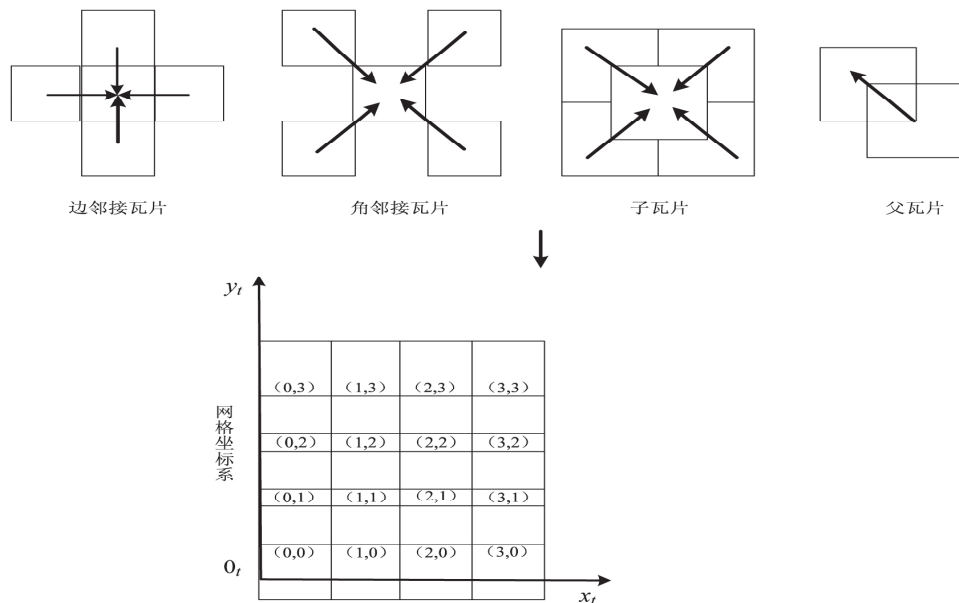 边邻接瓦片
角邻接瓦片
子瓦片
父瓦片
yₜ
(0,3) (1,3) (2,3) (3,3)
(0,2) (1,2) (2,2) (3,2)
(0,1) (1,1) (2,1) (3,1)
(0,0) (1,0) (2,0) (3,0)
网格坐标系
0ₜ
xₜ